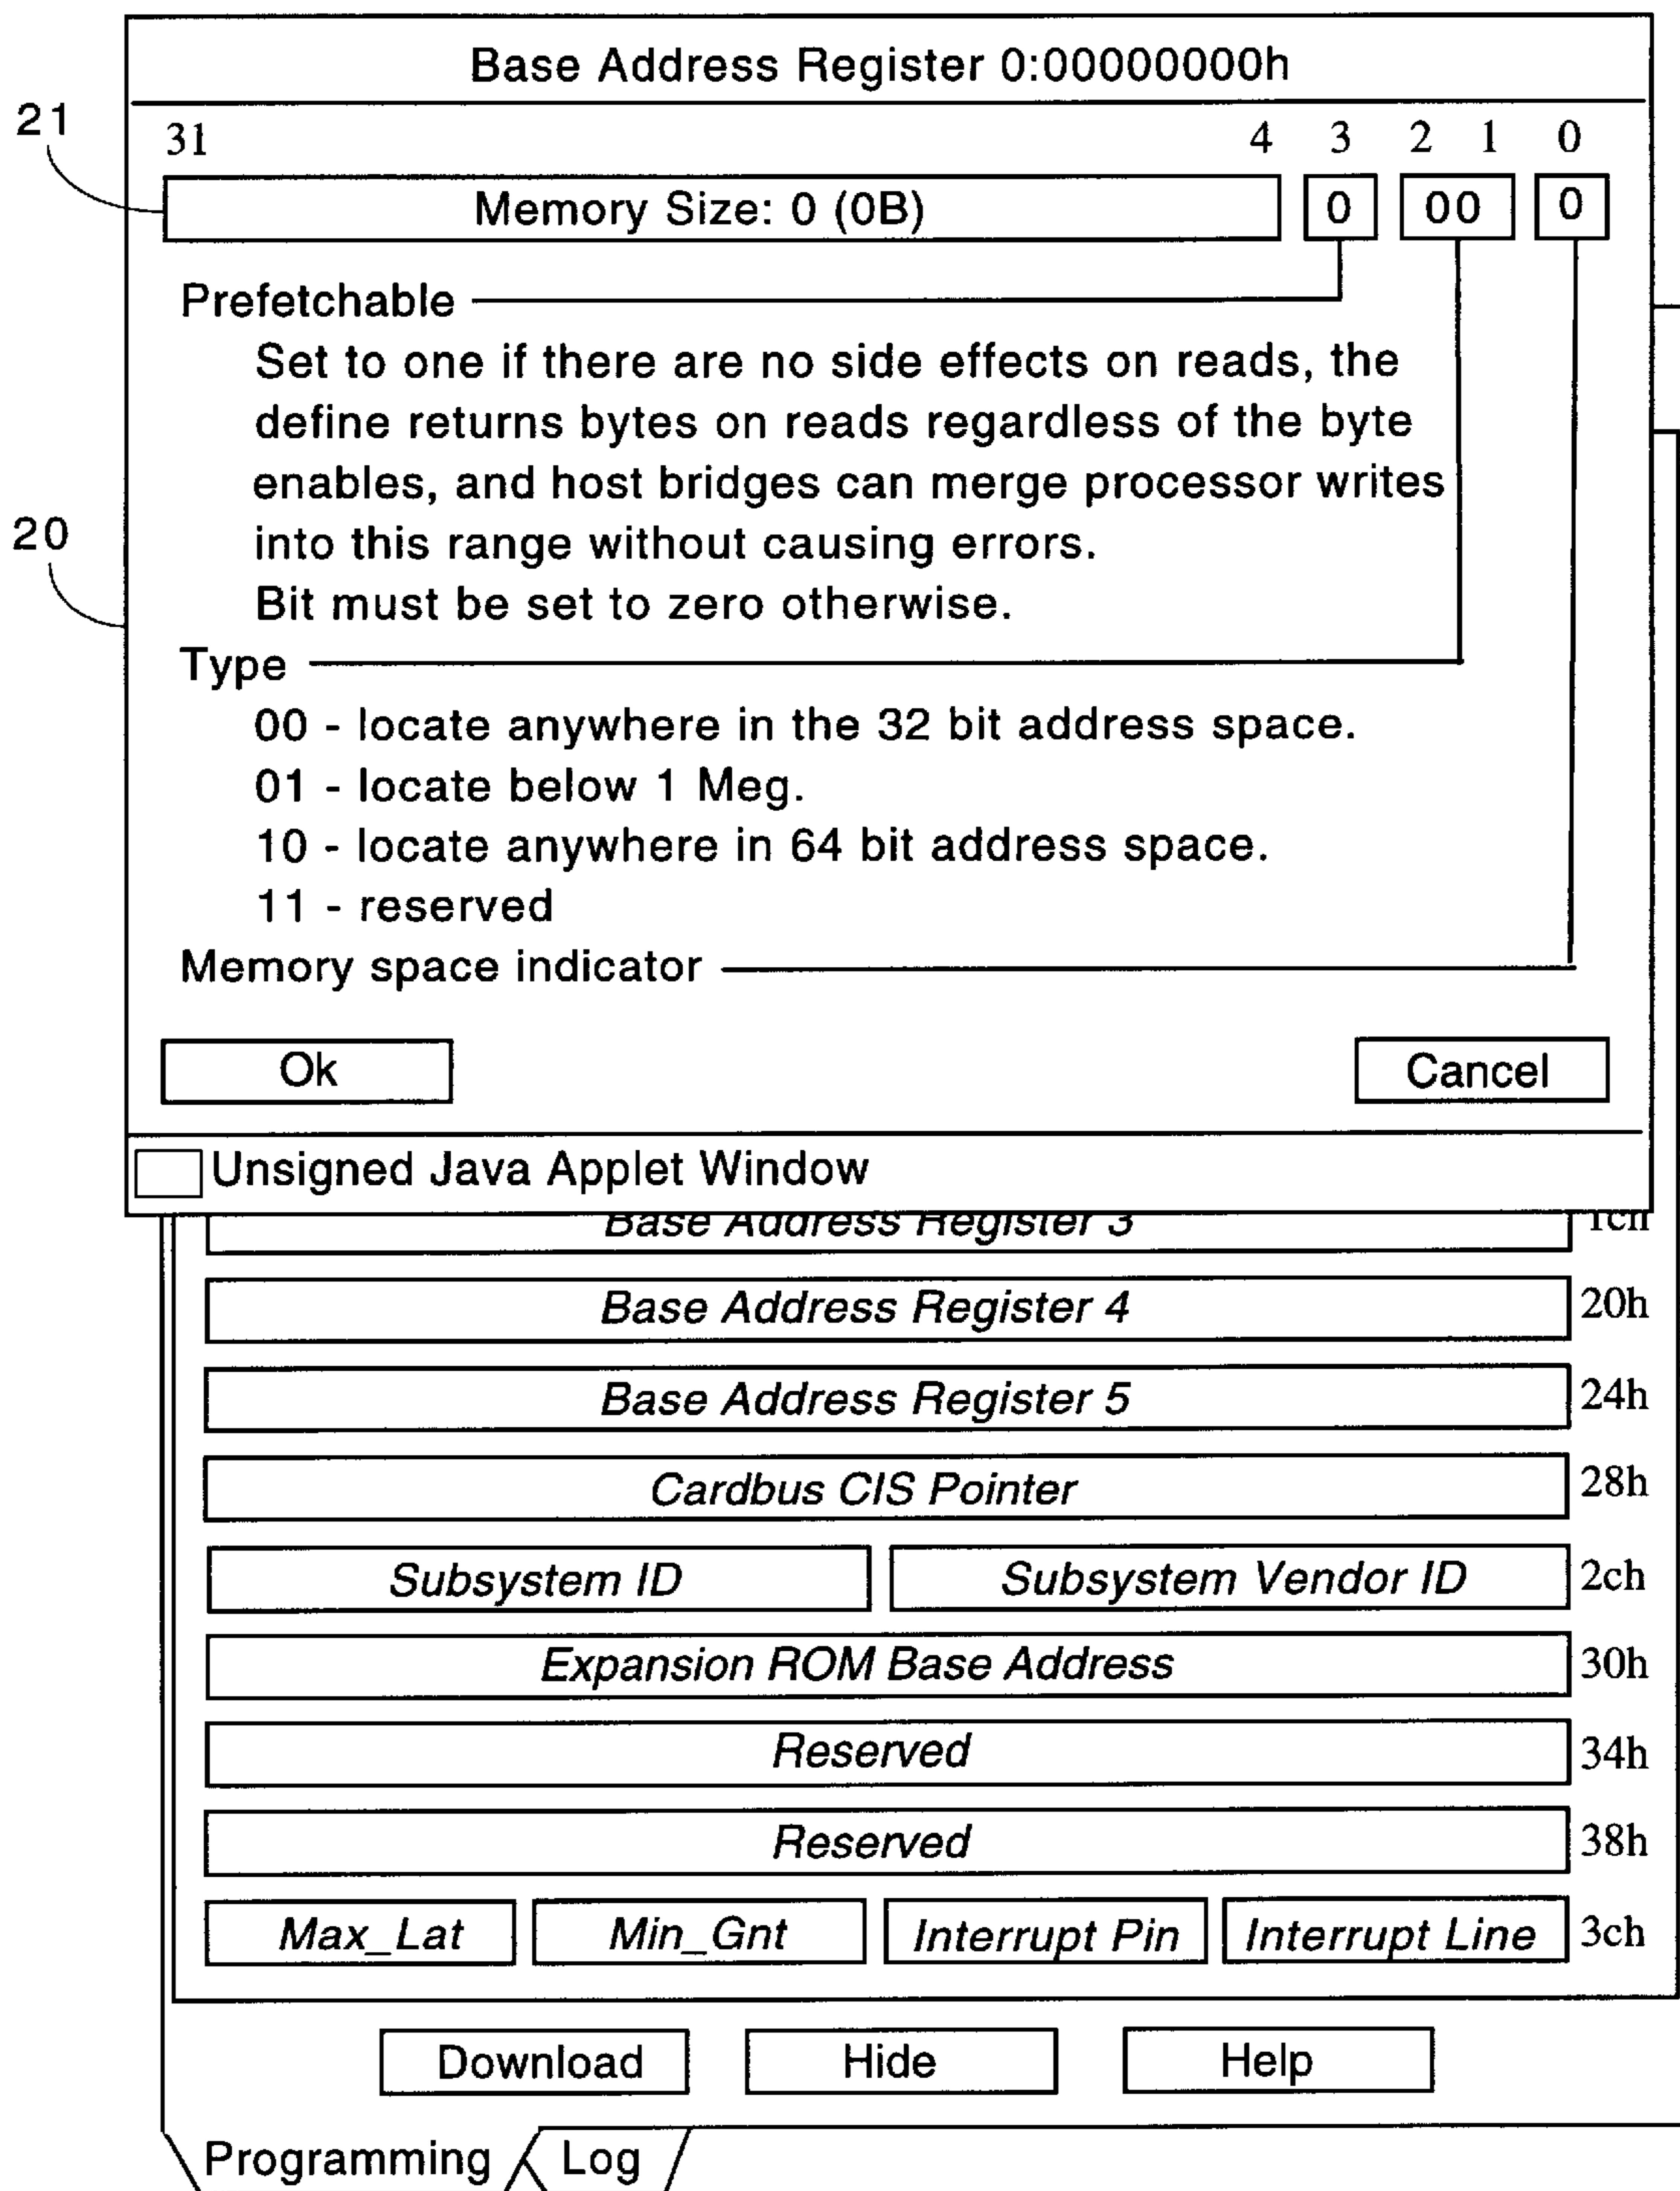 Base Address Register 0:00000000h
21
31 4 3 2 1 0
Memory Size: 0 (0B) 0 00 0
Prefetchable
Set to one if there are no side effects on reads, the
define returns bytes on reads regardless of the byte
enables, and host bridges can merge processor writes
20
into this range without causing errors.
Bit must be set to zero otherwise.
Type
00 - locate anywhere in the 32 bit address space.
01 - locate below 1 Meg.
10 - locate anywhere in 64 bit address space.
11 - reserved
Memory space indicator
Ok Cancel
Unsigned Java Applet Window
Base Address Register 3 1ch
Base Address Register 4 20h
Base Address Register 5 24h
Cardbus CIS Pointer 28h
Subsystem ID Subsystem Vendor ID 2ch
Expansion ROM Base Address 30h
Reserved 34h
Reserved 38h
Max_Lat Min_Gnt Interrupt Pin Interrupt Line 3ch
Download Hide Help
Programming Log